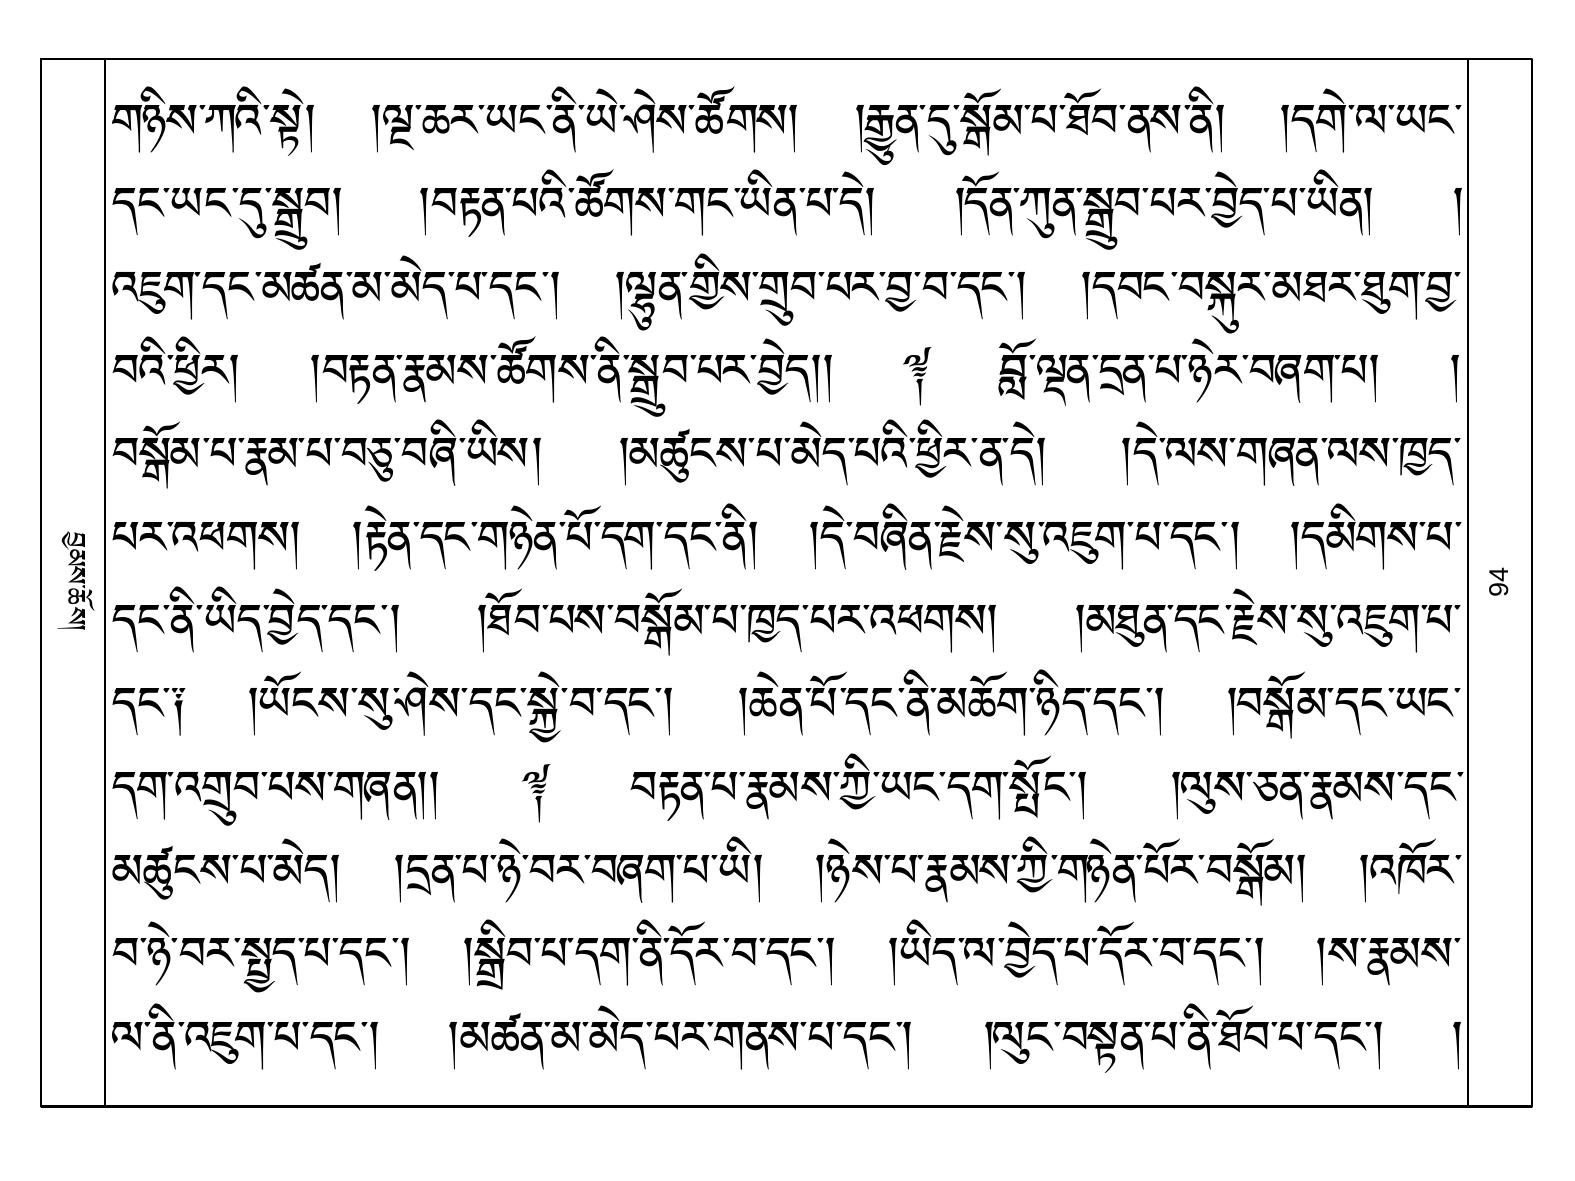 གཉིས་ཀའི་སྟེ། །ལྔ་ཆར་ཡང་ནི་ཡེ་ཤེས་ཚོགས། །རྒྱུན་དུ་སྒོམ་པ་ཐོབ་ནས་ནི། །དགེ་ལ་ཡང་
དང་ཡང་དུ་སྒྲུབ། །བརྟན་པའི་ཚོགས་གང་ཡིན་པ་དེ། །དོན་ཀུན་སྒྲུབ་པར་བྱེད་པ་ཡིན། །
འཇུག་དང་མཚན་མ་མེད་པ་དང་། །ལྷུན་གྱིས་གྲུབ་པར་བྱ་བ་དང་། །དབང་བསྐུར་མཐར་ཐུག་བྱ་
བའི་ཕྱིར། །བརྟན་རྣམས་ཚོགས་ནི་སྒྲུབ་པར་བྱེད།། ༈ བློ་ལྡན་དྲན་པ་ཉེར་བཞག་པ། །
བསྒོམ་པ་རྣམ་པ་བཅུ་བཞི་ཡིས། །མཚུངས་པ་མེད་པའི་ཕྱིར་ན་དེ། །དེ་ལས་གཞན་ལས་ཁྱད་
པར་འཕགས། །རྟེན་དང་གཉེན་པོ་དག་དང་ནི། །དེ་བཞིན་རྗེས་སུ་འཇུག་པ་དང་། །དམིགས་པ་
དང་ནི་ཡིད་བྱེད་དང་། །ཐོབ་པས་བསྒོམ་པ་ཁྱད་པར་འཕགས། །མཐུན་དང་རྗེས་སུ་འཇུག་པ་
དང་༑ །ཡོངས་སུ་ཤེས་དང་སྐྱེ་བ་དང་། །ཆེན་པོ་དང་ནི་མཆོག་ཉིད་དང་། །བསྒོམ་དང་ཡང་
དག་འགྲུབ་པས་གཞན།། ༈ བརྟན་པ་རྣམས་ཀྱི་ཡང་དག་སྤོང་། །ལུས་ཅན་རྣམས་དང་
མཚུངས་པ་མེད། །དྲན་པ་ཉེ་བར་བཞག་པ་ཡི། །ཉེས་པ་རྣམས་ཀྱི་གཉེན་པོར་བསྒོམ། །འཁོར་
བ་ཉེ་བར་སྤྱད་པ་དང་། །སྒྲིབ་པ་དག་ནི་དོར་བ་དང་། །ཡིད་ལ་བྱེད་པ་དོར་བ་དང་། །ས་རྣམས་
ལ་ནི་འཇུག་པ་དང་། །མཚན་མ་མེད་པར་གནས་པ་དང་། །ལུང་བསྟན་པ་ནི་ཐོབ་པ་དང་། །
བྱམས་ཆོས།
94